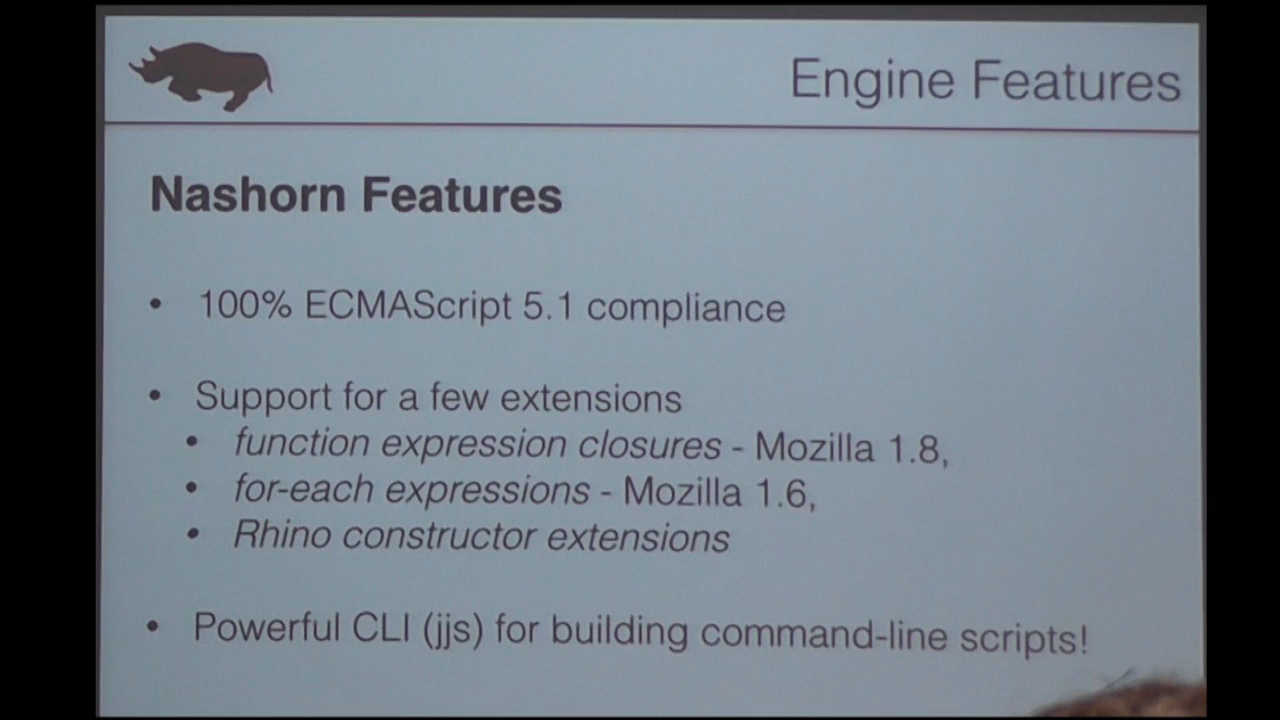 Engine Features
Nashorn Features
• 100% ECMAScript 5.1 compliance
• Support for a few extensions
• function expression closures - Mozilla 1.8,
• for-each expressions - Mozilla 1.6,
• Rhino constructor extensions
• Powerful CLI (jjs) for building command-line scripts!